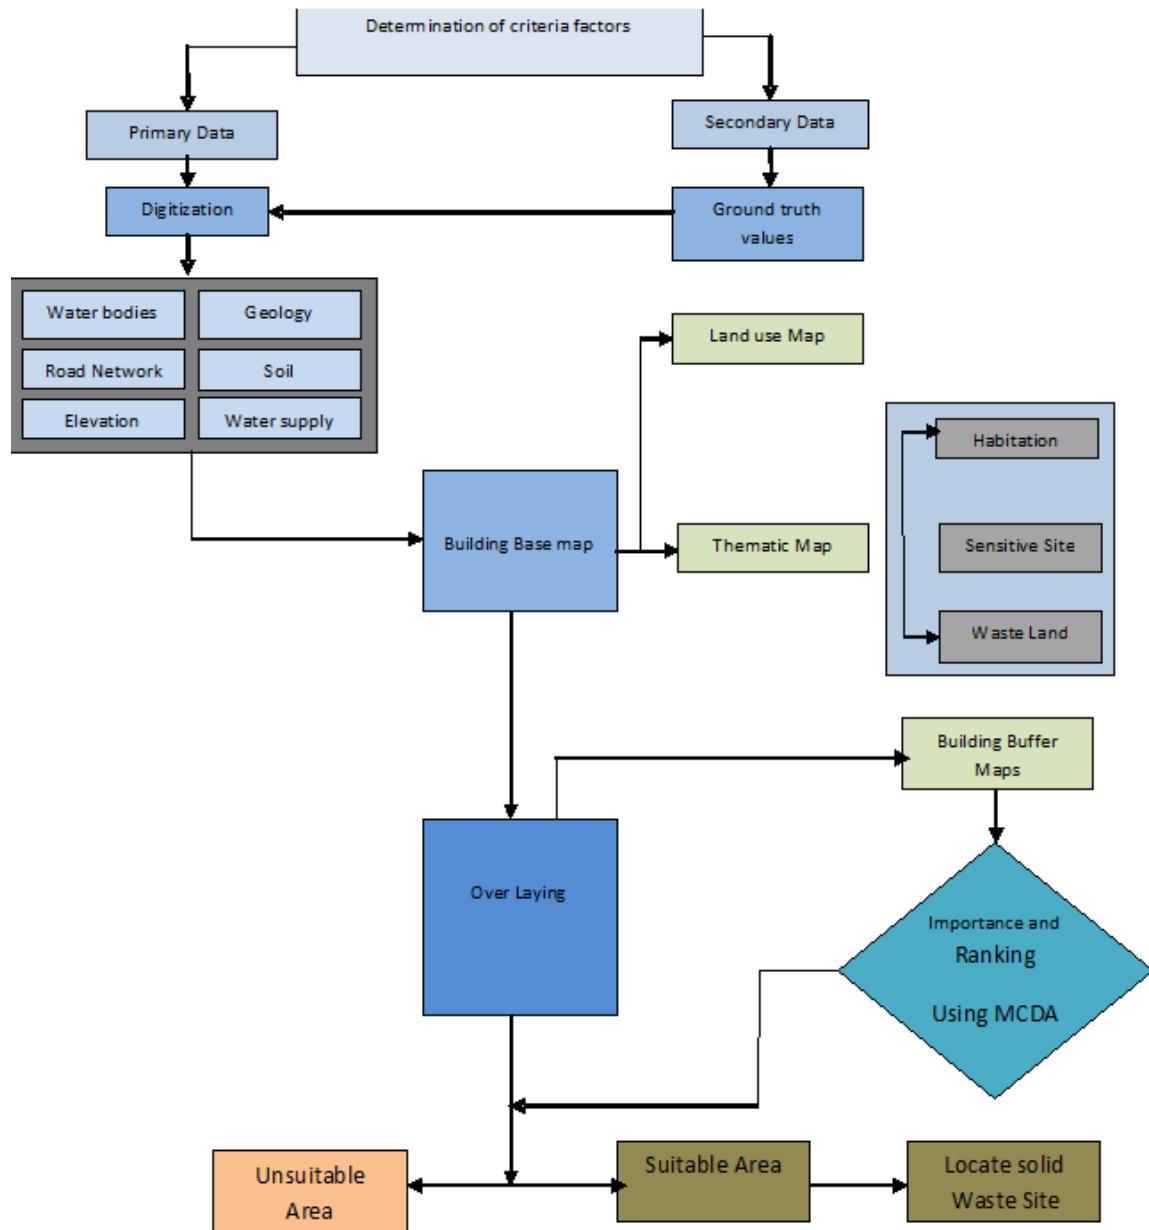 Determination of criteria factors
Primary Data
Secondary Data
Digitization
Ground truth
values
Water bodies
Geology
Road Network
Soil
Elevation
Water supply
Land use Map
Habitation
Building Base map
Thematic Map
Sensitive Site
Waste Land
Building Buffer
Maps
Over Laying
Importance and
Ranking
Using MCDA
Unsuitable
Area
Suitable Area
Locate solid
Waste Site